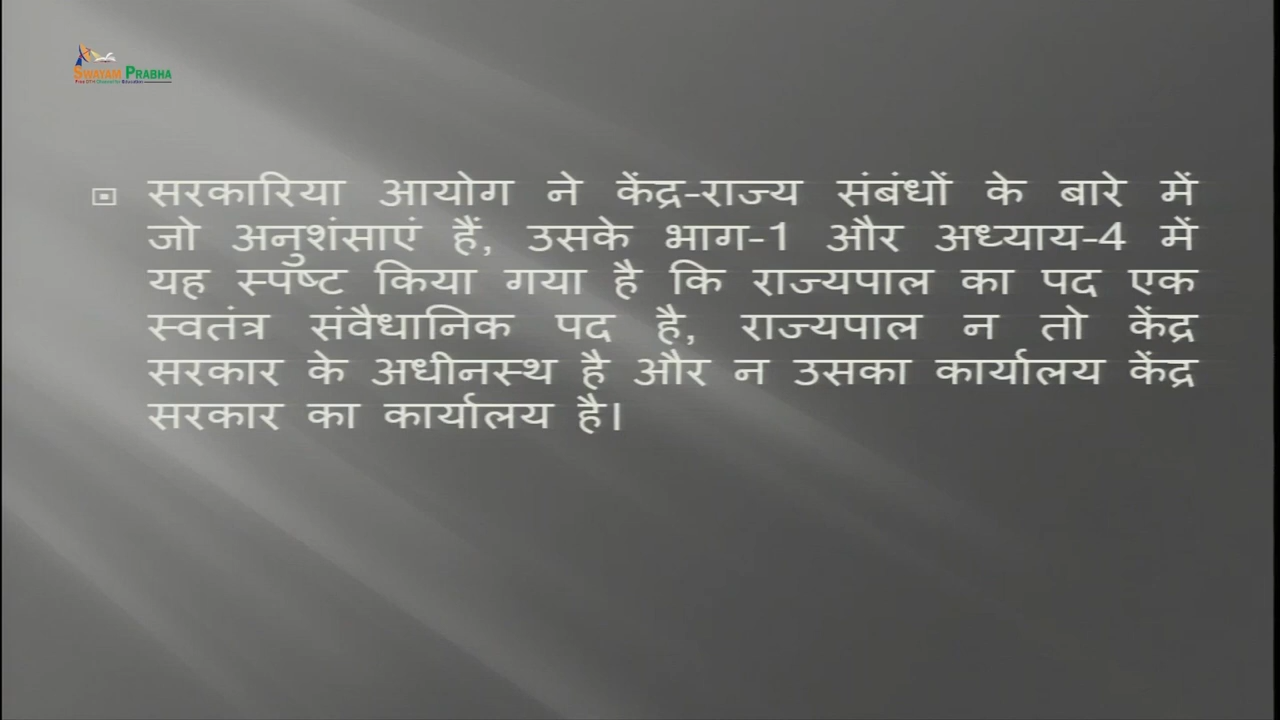 SWAYAM PRABHA
सरकारिया आयोग ने केंद्र-राज्य संबंधों के बारे में
जो अनुशंसाएं हैं, उसके भाग-1 और अध्याय-4 में
यह स्पष्ट किया गया है कि राज्यपाल का पद एक
स्वतंत्र संवैधानिक पद है, राज्यपाल न तो केंद्र
सरकार के अधीनस्थ है और न उसका कार्यालय केंद्र
सरकार का कार्यालय है।